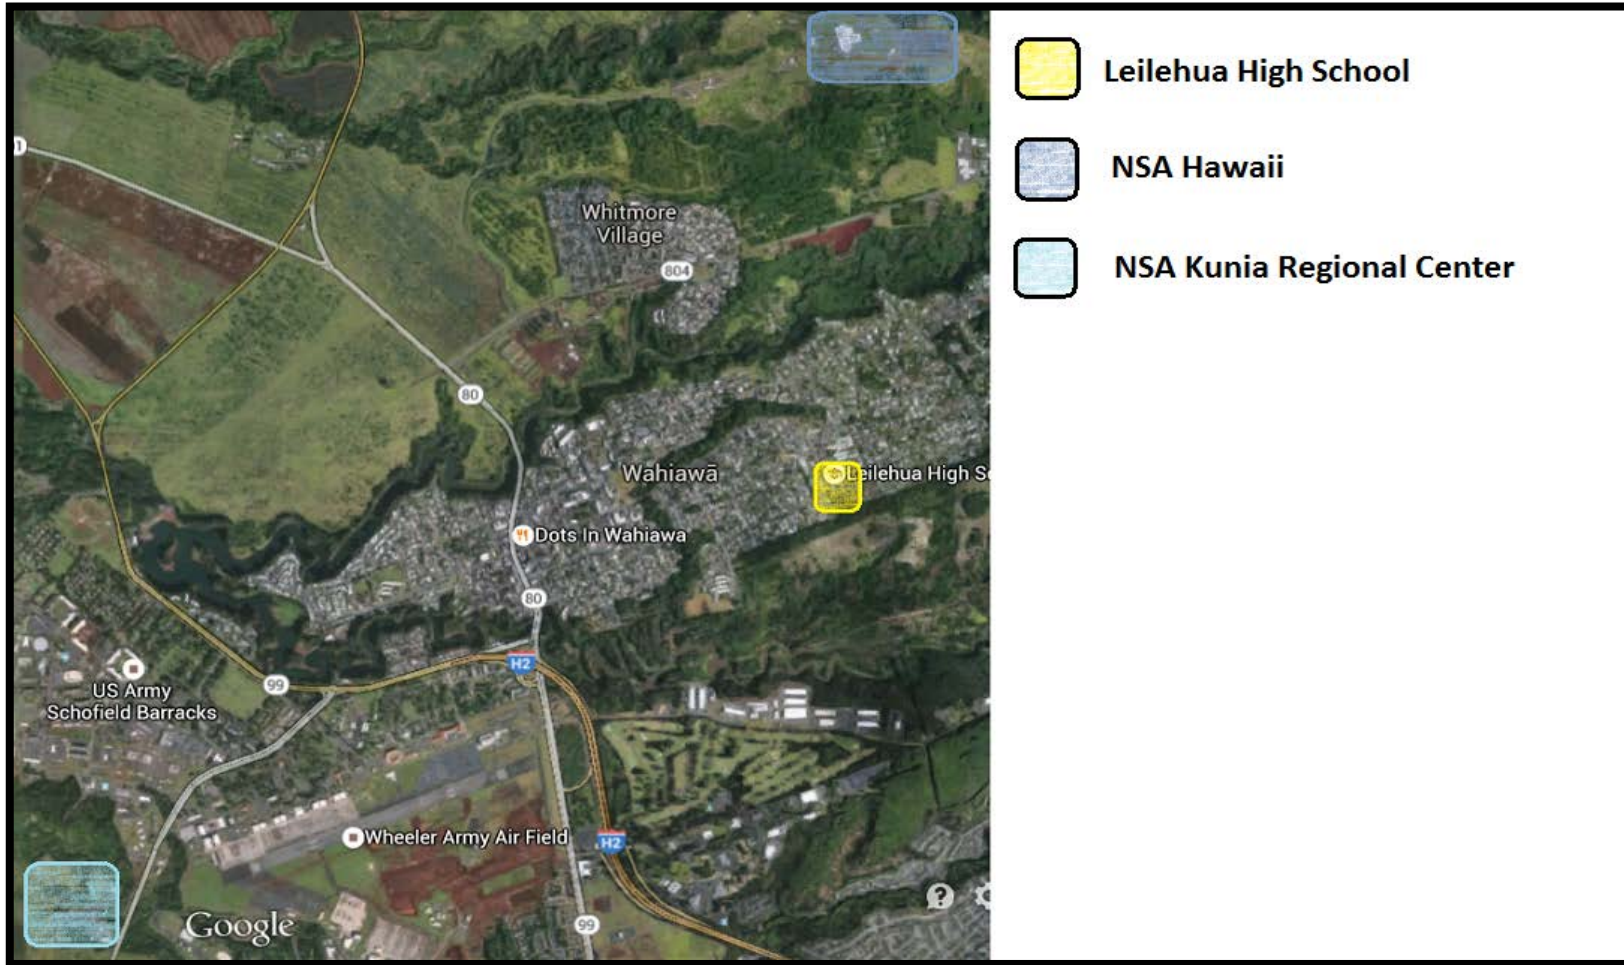 Leilehua High School
NSA Hawaii
NSA Kunia Regional Center
1
Whitmore
Village
804
80
Wahiawā
Leilehua High S
Dots In Wahiawa
80
H2
99
US Army
Schofield Barracks
Wheeler Army Air Field
H2
?
Google
99